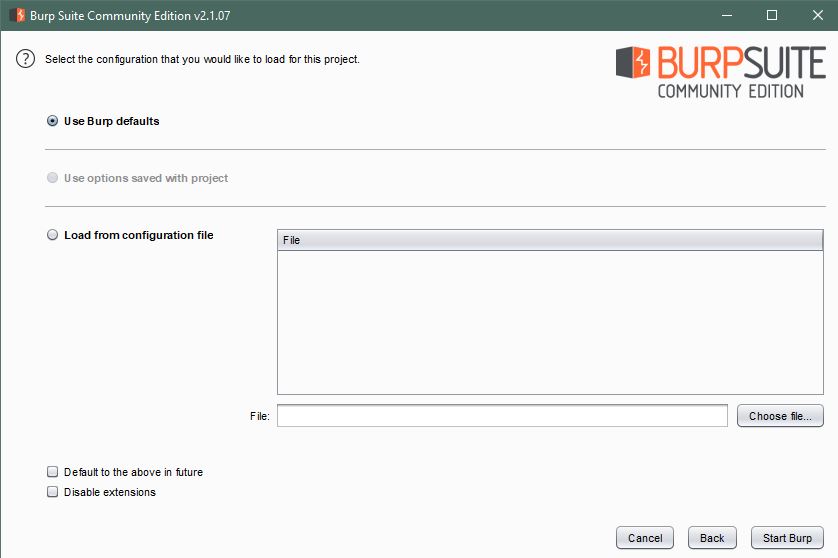 Burp Suite Community Edition v2.1.07
? Select the configuration that you would like to load for this project.
BURPSUITE
COMMUNITY EDITION
Use Burp defaults
Use options saved with project
Load from configuration file
File
File:
Choose file...
Default to the above in future
Disable extensions
Cancel Back Start Burp